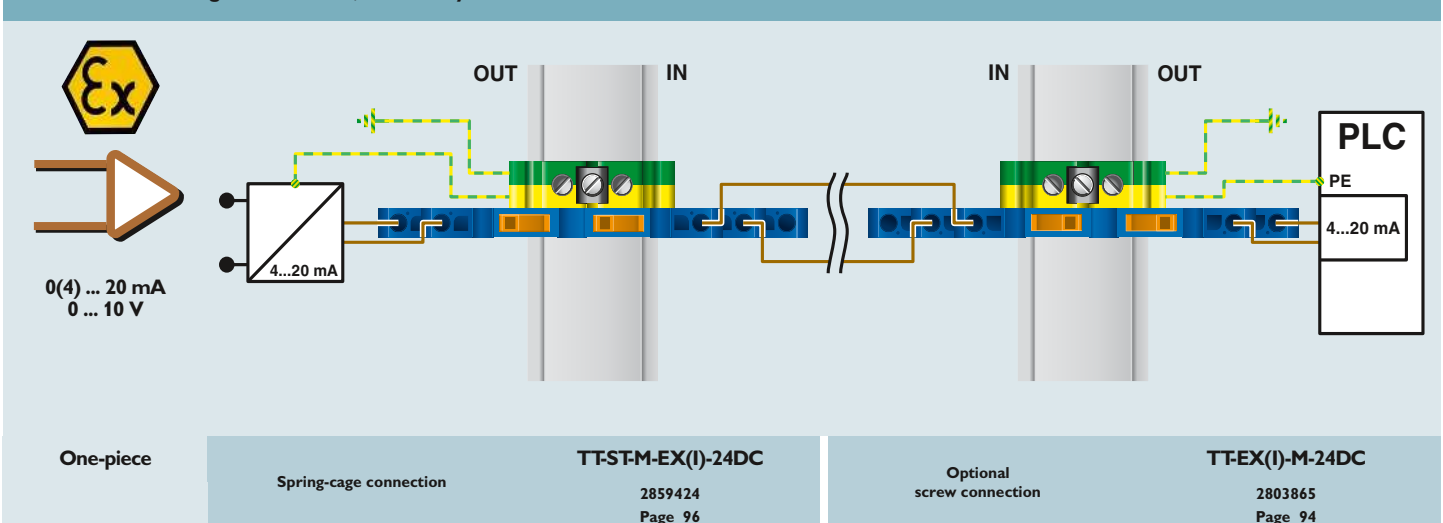 OUT
IN
IN
OUT
εx
PLC
PE
4...20 mA
4...20 mA
0(4) ... 20 mA
0 ... 10 V
One-piece
Spring-cage connection
TT-ST-M-EX(I)-24DC
2859424
Page 96
Optional
screw connection
TT-EX(I)-M-24DC
2803865
Page 94